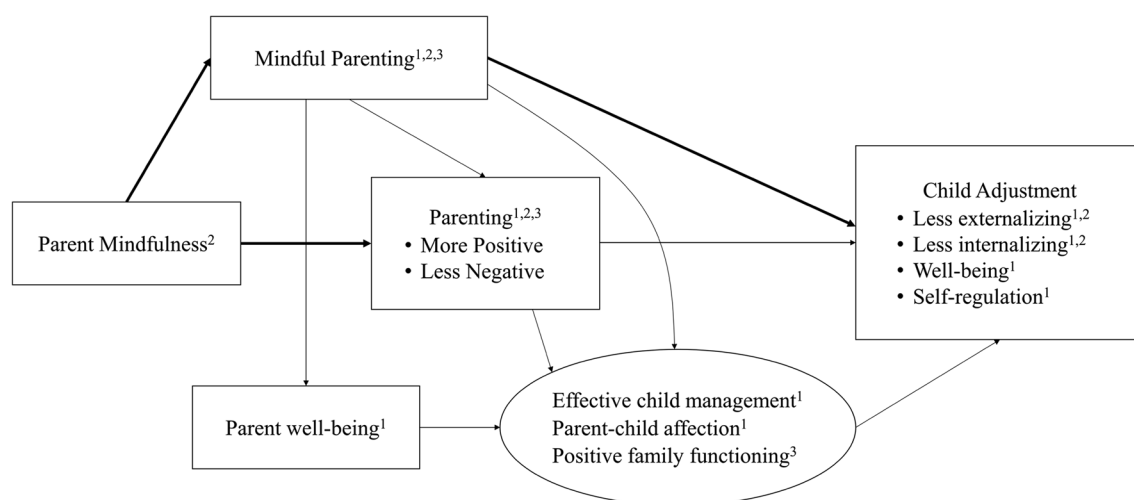 Mindful Parenting1,2,3
Parent Mindfulness2
Parenting1,2,3
• More Positive
• Less Negative
Child Adjustment
• Less externalizing1,2
• Less internalizing1,2
• Well-being1
• Self-regulation1
Parent well-being1
Effective child management1
Parent-child affection1
Positive family functioning3